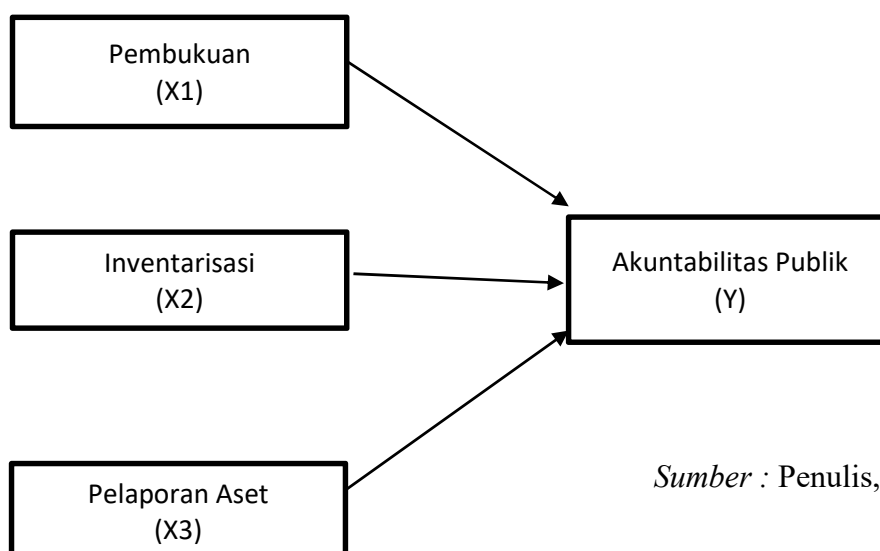 Pembukuan
(X1)
Inventarisasi
(X2)
Akuntabilitas Publik
(Y)
Pelaporan Aset
(X3)
Sumber : Penulis,